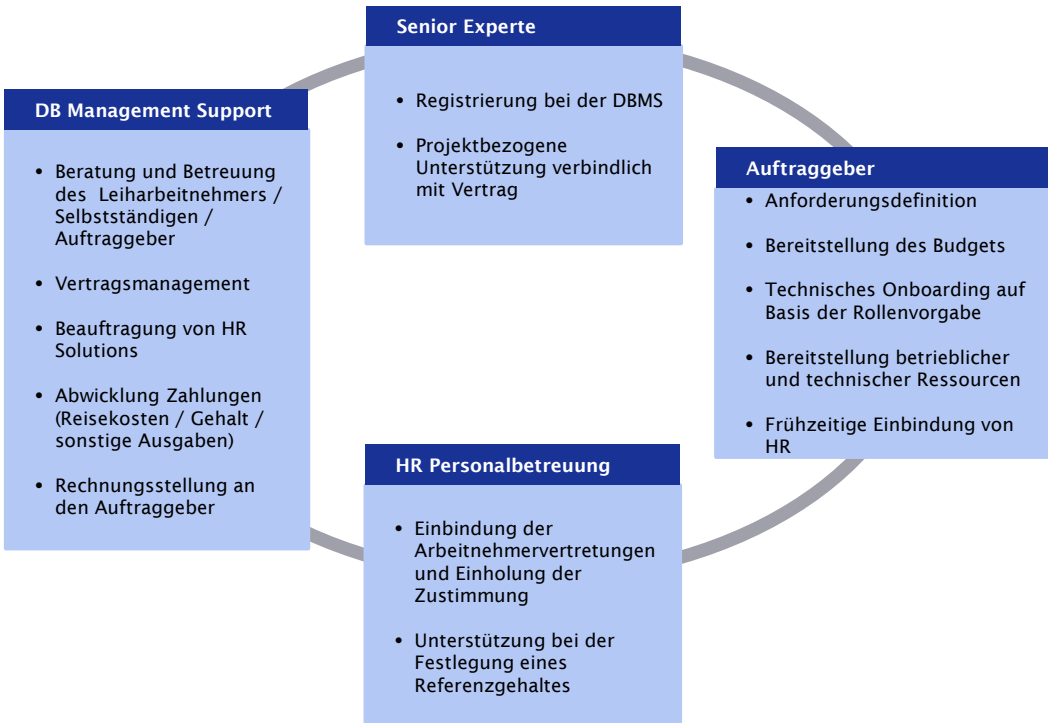 Senior Experte
• Registrierung bei der DBMS
• Projektbezogene
Unterstützung verbindlich
mit Vertrag
DB Management Support
• Beratung und Betreuung
des Leiharbeitnehmers /
Selbstständigen /
Auftraggeber
• Vertragsmanagement
• Beauftragung von HR
Solutions
• Abwicklung Zahlungen
(Reisekosten / Gehalt /
sonstige Ausgaben)
• Rechnungsstellung an
den Auftraggeber
Auftraggeber
• Anforderungsdefinition
• Bereitstellung des Budgets
• Technisches Onboarding auf
Basis der Rollenvorgabe
• Bereitstellung betrieblicher
und technischer Ressourcen
• Frühzeitige Einbindung von
HR
HR Personalbetreuung
• Einbindung der
Arbeitnehmervertretungen
und Einholung der
Zustimmung
• Unterstützung bei der
Festlegung eines
Referenzgehaltes